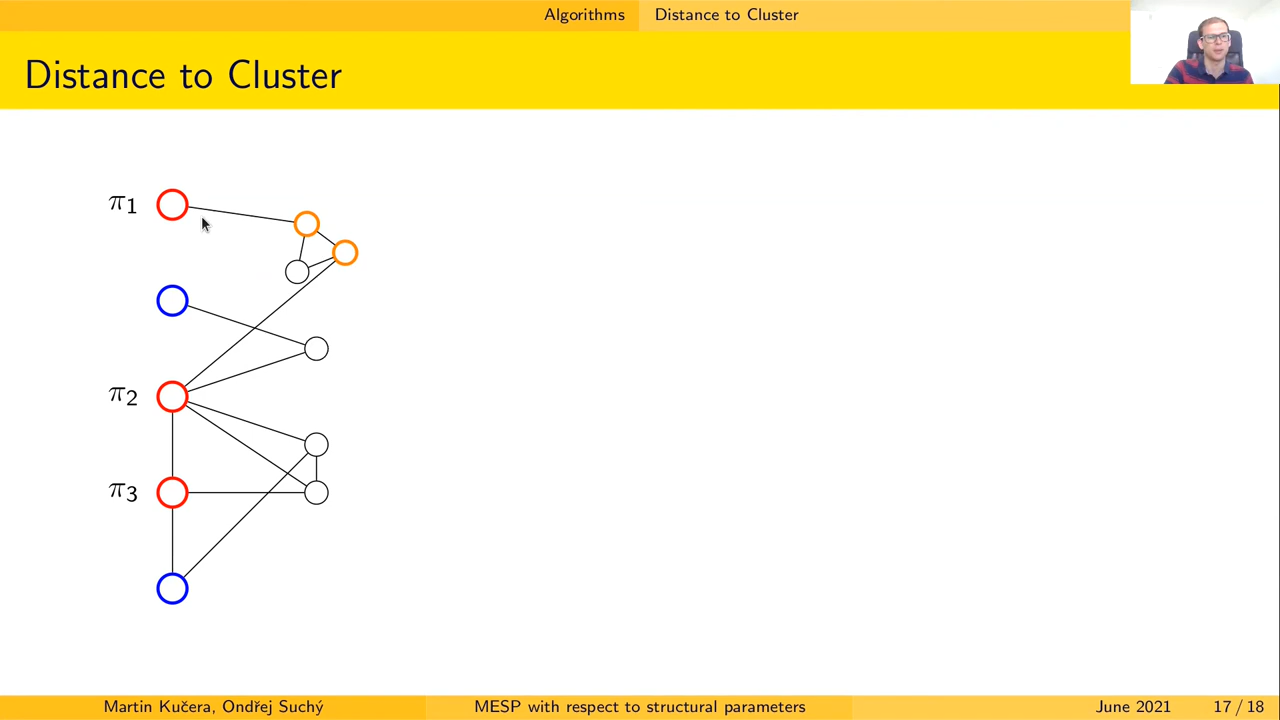 Algorithms Distance to Cluster
Distance to Cluster
π1
π2
π3
Martin Kučera, Ondřej Suchý MESP with respect to structural parameters June 2021 17 / 18